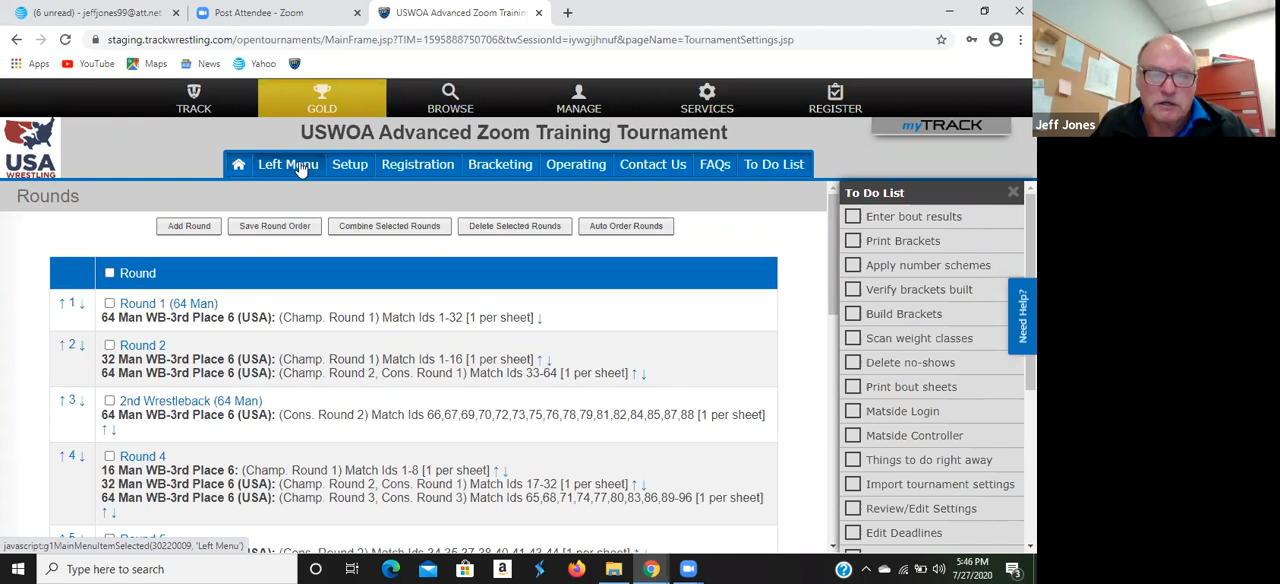 (6 unread) - jeffjones99@att.net
Post Attendee - Zoom
USWOA Advanced Zoom Training
staging.trackwrestling.com/opentournaments/MainFrame.jsp?TIM=1595888750706&twSessionId=iywgijhnuf&pageName=TournamentSettings.jsp
Apps YouTube Maps News Yahoo
TRACK GOLD BROWSE MANAGE SERVICES REGISTER
USWOA Advanced Zoom Training Tournament
myTRACK
USA
WRESTLING
Left Menu Setup Registration Bracketing Operating Contact Us FAQs To Do List
Rounds
Add Round Save Round Order Combine Selected Rounds Delete Selected Rounds Auto Order Rounds
Round
↑ 1 ↓ Round 1 (64 Man)
64 Man WB-3rd Place 6 (USA): (Champ. Round 1) Match Ids 1-32 [1 per sheet] ↓
↑ 2 ↓ Round 2
32 Man WB-3rd Place 6 (USA): (Champ. Round 1) Match Ids 1-16 [1 per sheet] ↑ ↓
64 Man WB-3rd Place 6 (USA): (Champ. Round 2, Cons. Round 1) Match Ids 33-64 [1 per sheet] ↑ ↓
↑ 3 ↓ 2nd Wrestleback (64 Man)
64 Man WB-3rd Place 6 (USA): (Cons. Round 2) Match Ids 66,67,69,70,72,73,75,76,78,79,81,82,84,85,87,88 [1 per sheet]
↑ ↓
↑ 4 ↓ Round 4
16 Man WB-3rd Place 6: (Champ. Round 1) Match Ids 1-8 [1 per sheet] ↑ ↓
32 Man WB-3rd Place 6 (USA): (Champ. Round 2, Cons. Round 1) Match Ids 17-32 [1 per sheet] ↑ ↓
64 Man WB-3rd Place 6 (USA): (Champ. Round 3, Cons. Round 3) Match Ids 65,68,71,74,77,80,83,86,89-96 [1 per sheet]
↑ ↓
javascript:g1MainMenuItemSelected(30220009, 'Left Menu')
To Do List
Enter bout results
Print Brackets
Apply number schemes
Verify brackets built
Build Brackets
Scan weight classes
Delete no-shows
Print bout sheets
Matside Login
Matside Controller
Things to do right away
Import tournament settings
Review/Edit Settings
Edit Deadlines
Need Help?
Jeff Jones
Type here to search
5:46 PM
7/27/2020
3